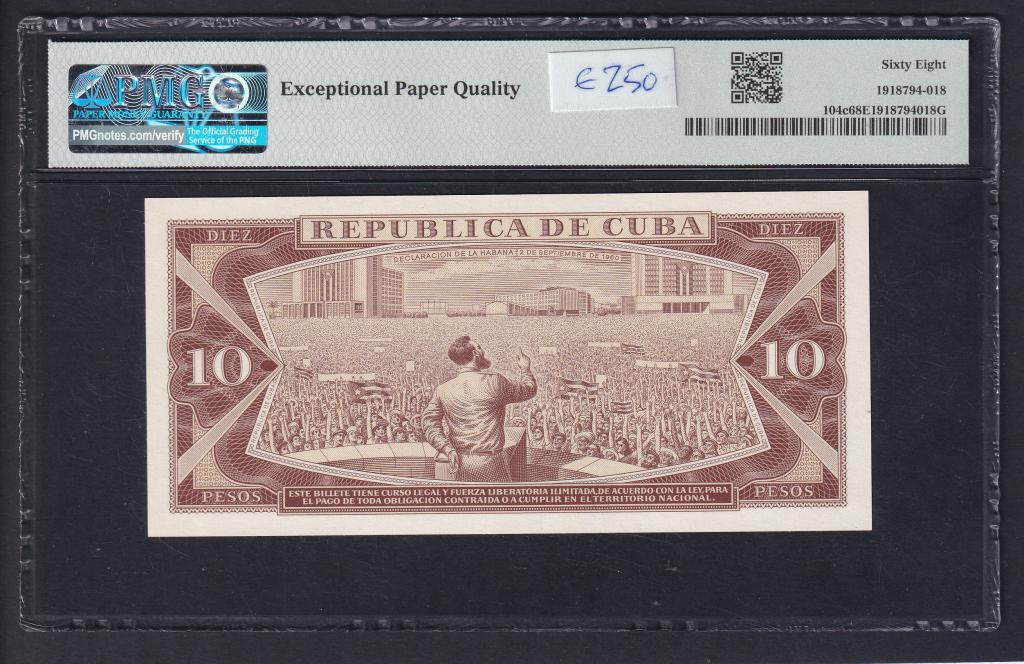 PMG
PAPER MONEY GUARANTY
PMGnotes.com/verify
The Official Grading
Service of the PNG
Exceptional Paper Quality
€250
Sixty Eight
1918794-018
104c68E1918794018G
REPUBLICA DE CUBA
DIEZ
DIEZ
DECLARACION DE LA HABANA 2 DE SEPTIEMBRE DE 1960
10
10
PESOS
PESOS
ESTE BILLETE TIENE CURSO LEGAL Y FUERZA LIBERATORIA ILIMITADA, DE ACUERDO CON LA LEY, PARA
EL PAGO DE TODA OBLIGACION CONTRAIDA O A CUMPLIR EN EL TERRITORIO NACIONAL.